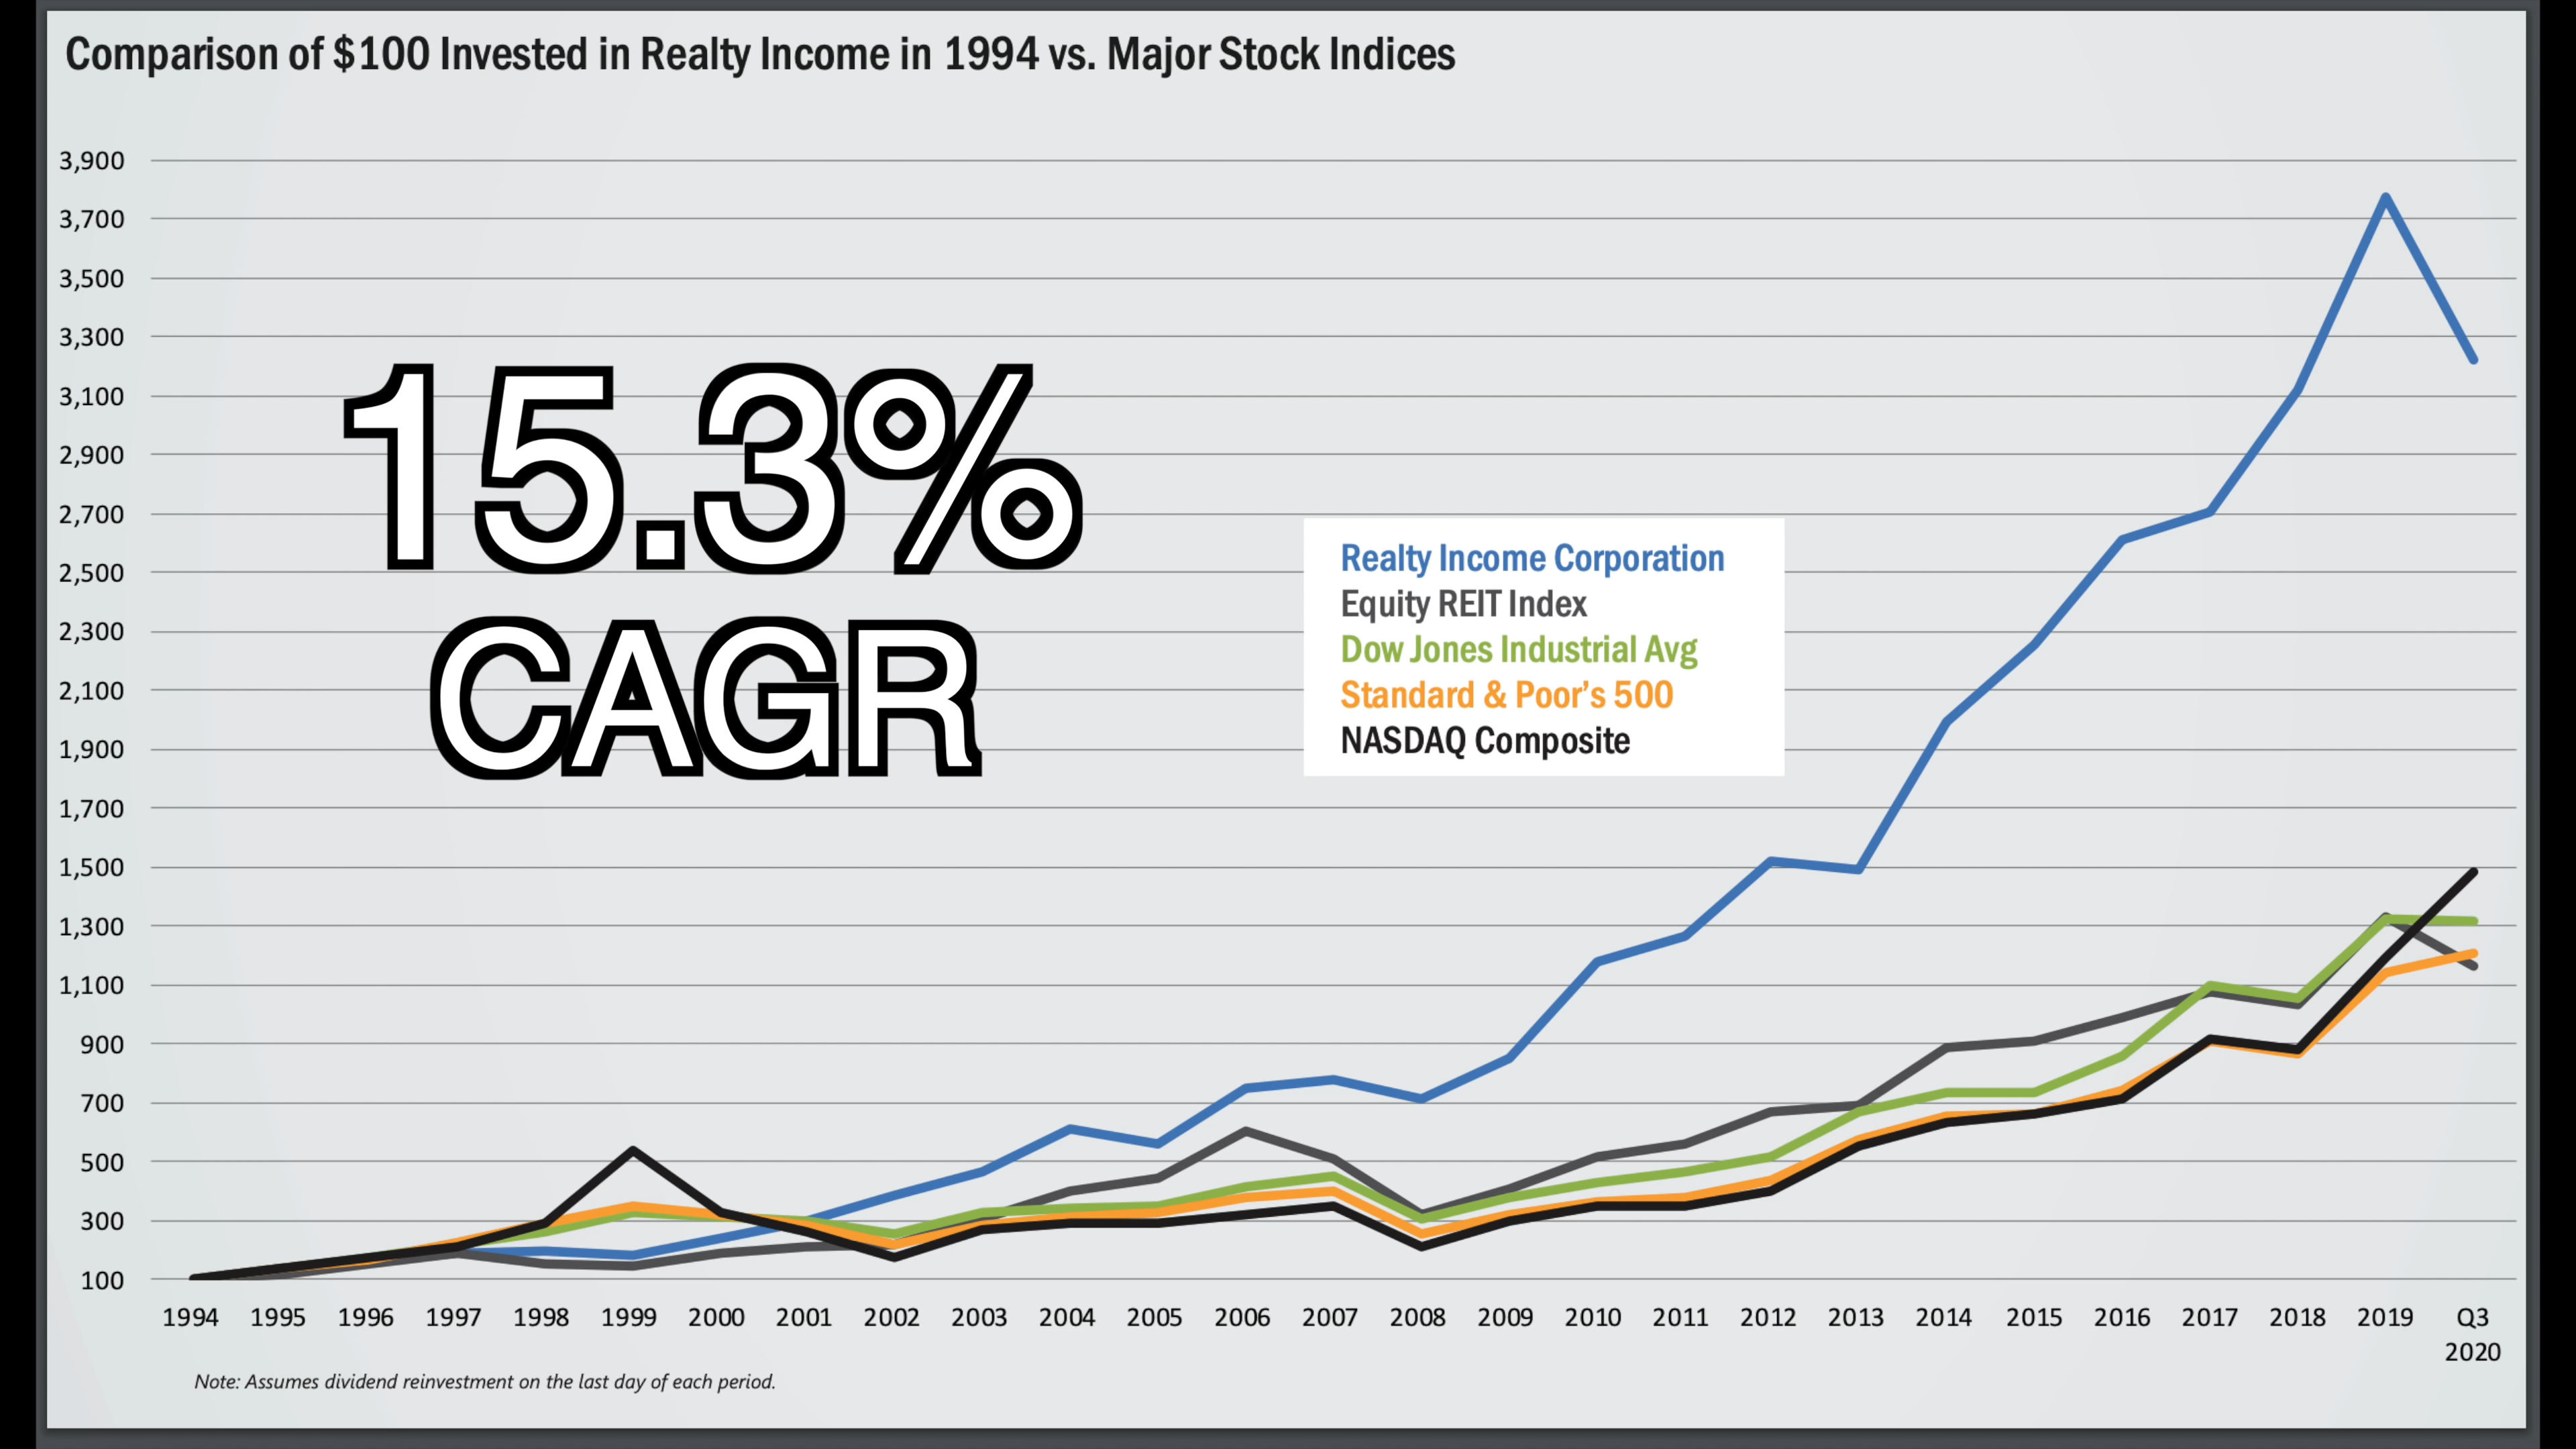 Comparison of $100 Invested in Realty Income in 1994 vs. Major Stock Indices
3,900
3,700
3,500
3,300
3,100
2,900
2,700
2,500
2,300
2,100
1,900
1,700
1,500
1,300
1,100
900
700
500
300
100
15.3%
CAGR
Realty Income Corporation
Equity REIT Index
Dow Jones Industrial Avg
Standard & Poor's 500
NASDAQ Composite
1994 1995 1996 1997 1998 1999 2000 2001 2002 2003 2004 2005 2006 2007 2008 2009 2010 2011 2012 2013 2014 2015 2016 2017 2018 2019 Q3
2020
Note: Assumes dividend reinvestment on the last day of each period.